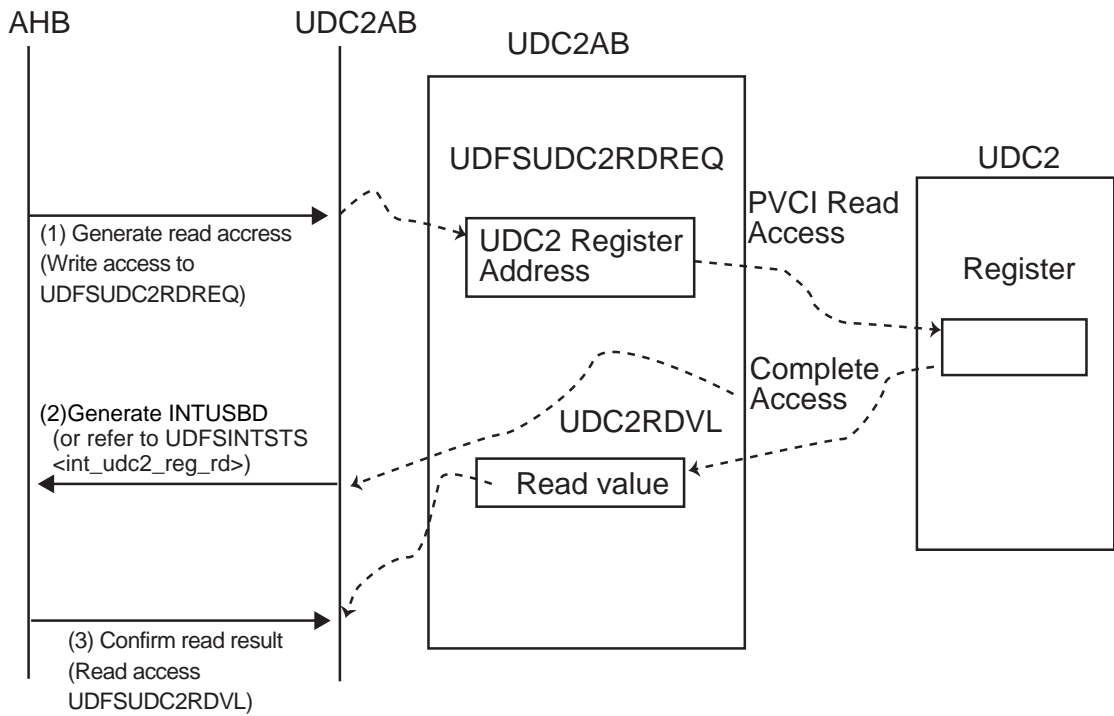 AHB
UDC2AB
UDC2AB
UDFSUDC2RDREQ
UDC2
PVCI Read
Access
(1) Generate read accress
(Write access to
UDFSUDC2RDREQ)
UDC2 Register
Address
Register
Complete
Access
(2)Generate INTUSBD
(or refer to UDFSINTSTS
<int_udc2_reg_rd>)
UDC2RDVL
Read value
(3) Confirm read result
(Read access
UDFSUDC2RDVL)